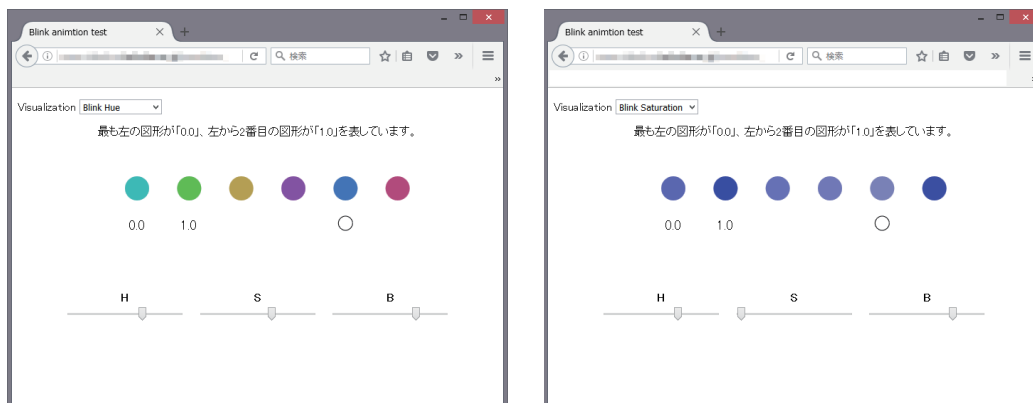 Blink animtion test
検索
Visualization Blink Hue
最も左の図形が「0.0」、左から2番目の図形が「1.0」を表しています。
0.0 1.0
H S B
Blink animtion test
検索
Visualization Blink Saturation
最も左の図形が「0.0」、左から2番目の図形が「1.0」を表しています。
0.0 1.0
H S B